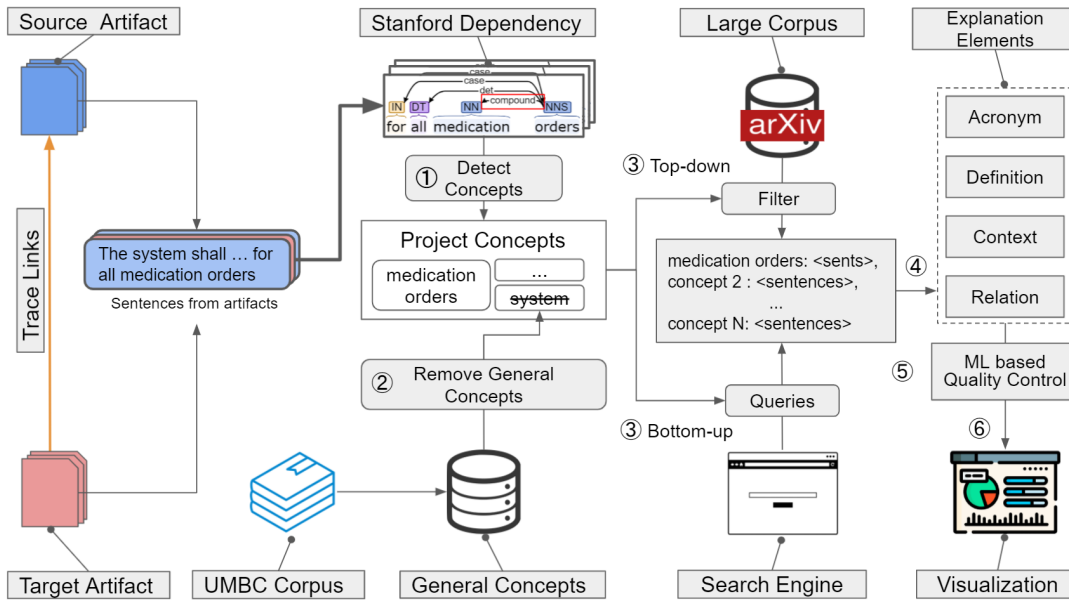 Source Artifact
Stanford Dependency
Large Corpus
Explanation
Elements
case
case
det
compound
IN
DT
NN
NNS
for
all
medication
orders
arXiv
Acronym
Definition
Context
Relation
① Detect
Concepts
③ Top-down
Filter
Trace Links
The system shall ... for
all medication orders
Sentences from artifacts
Project Concepts
medication
orders
...
system
medication orders: <sents>,
concept 2 : <sentences>,
...
concept N: <sentences>
④
② Remove General
Concepts
Queries
③ Bottom-up
⑤
ML based
Quality Control
⑥
Target Artifact
UMBC Corpus
General Concepts
Search Engine
Visualization